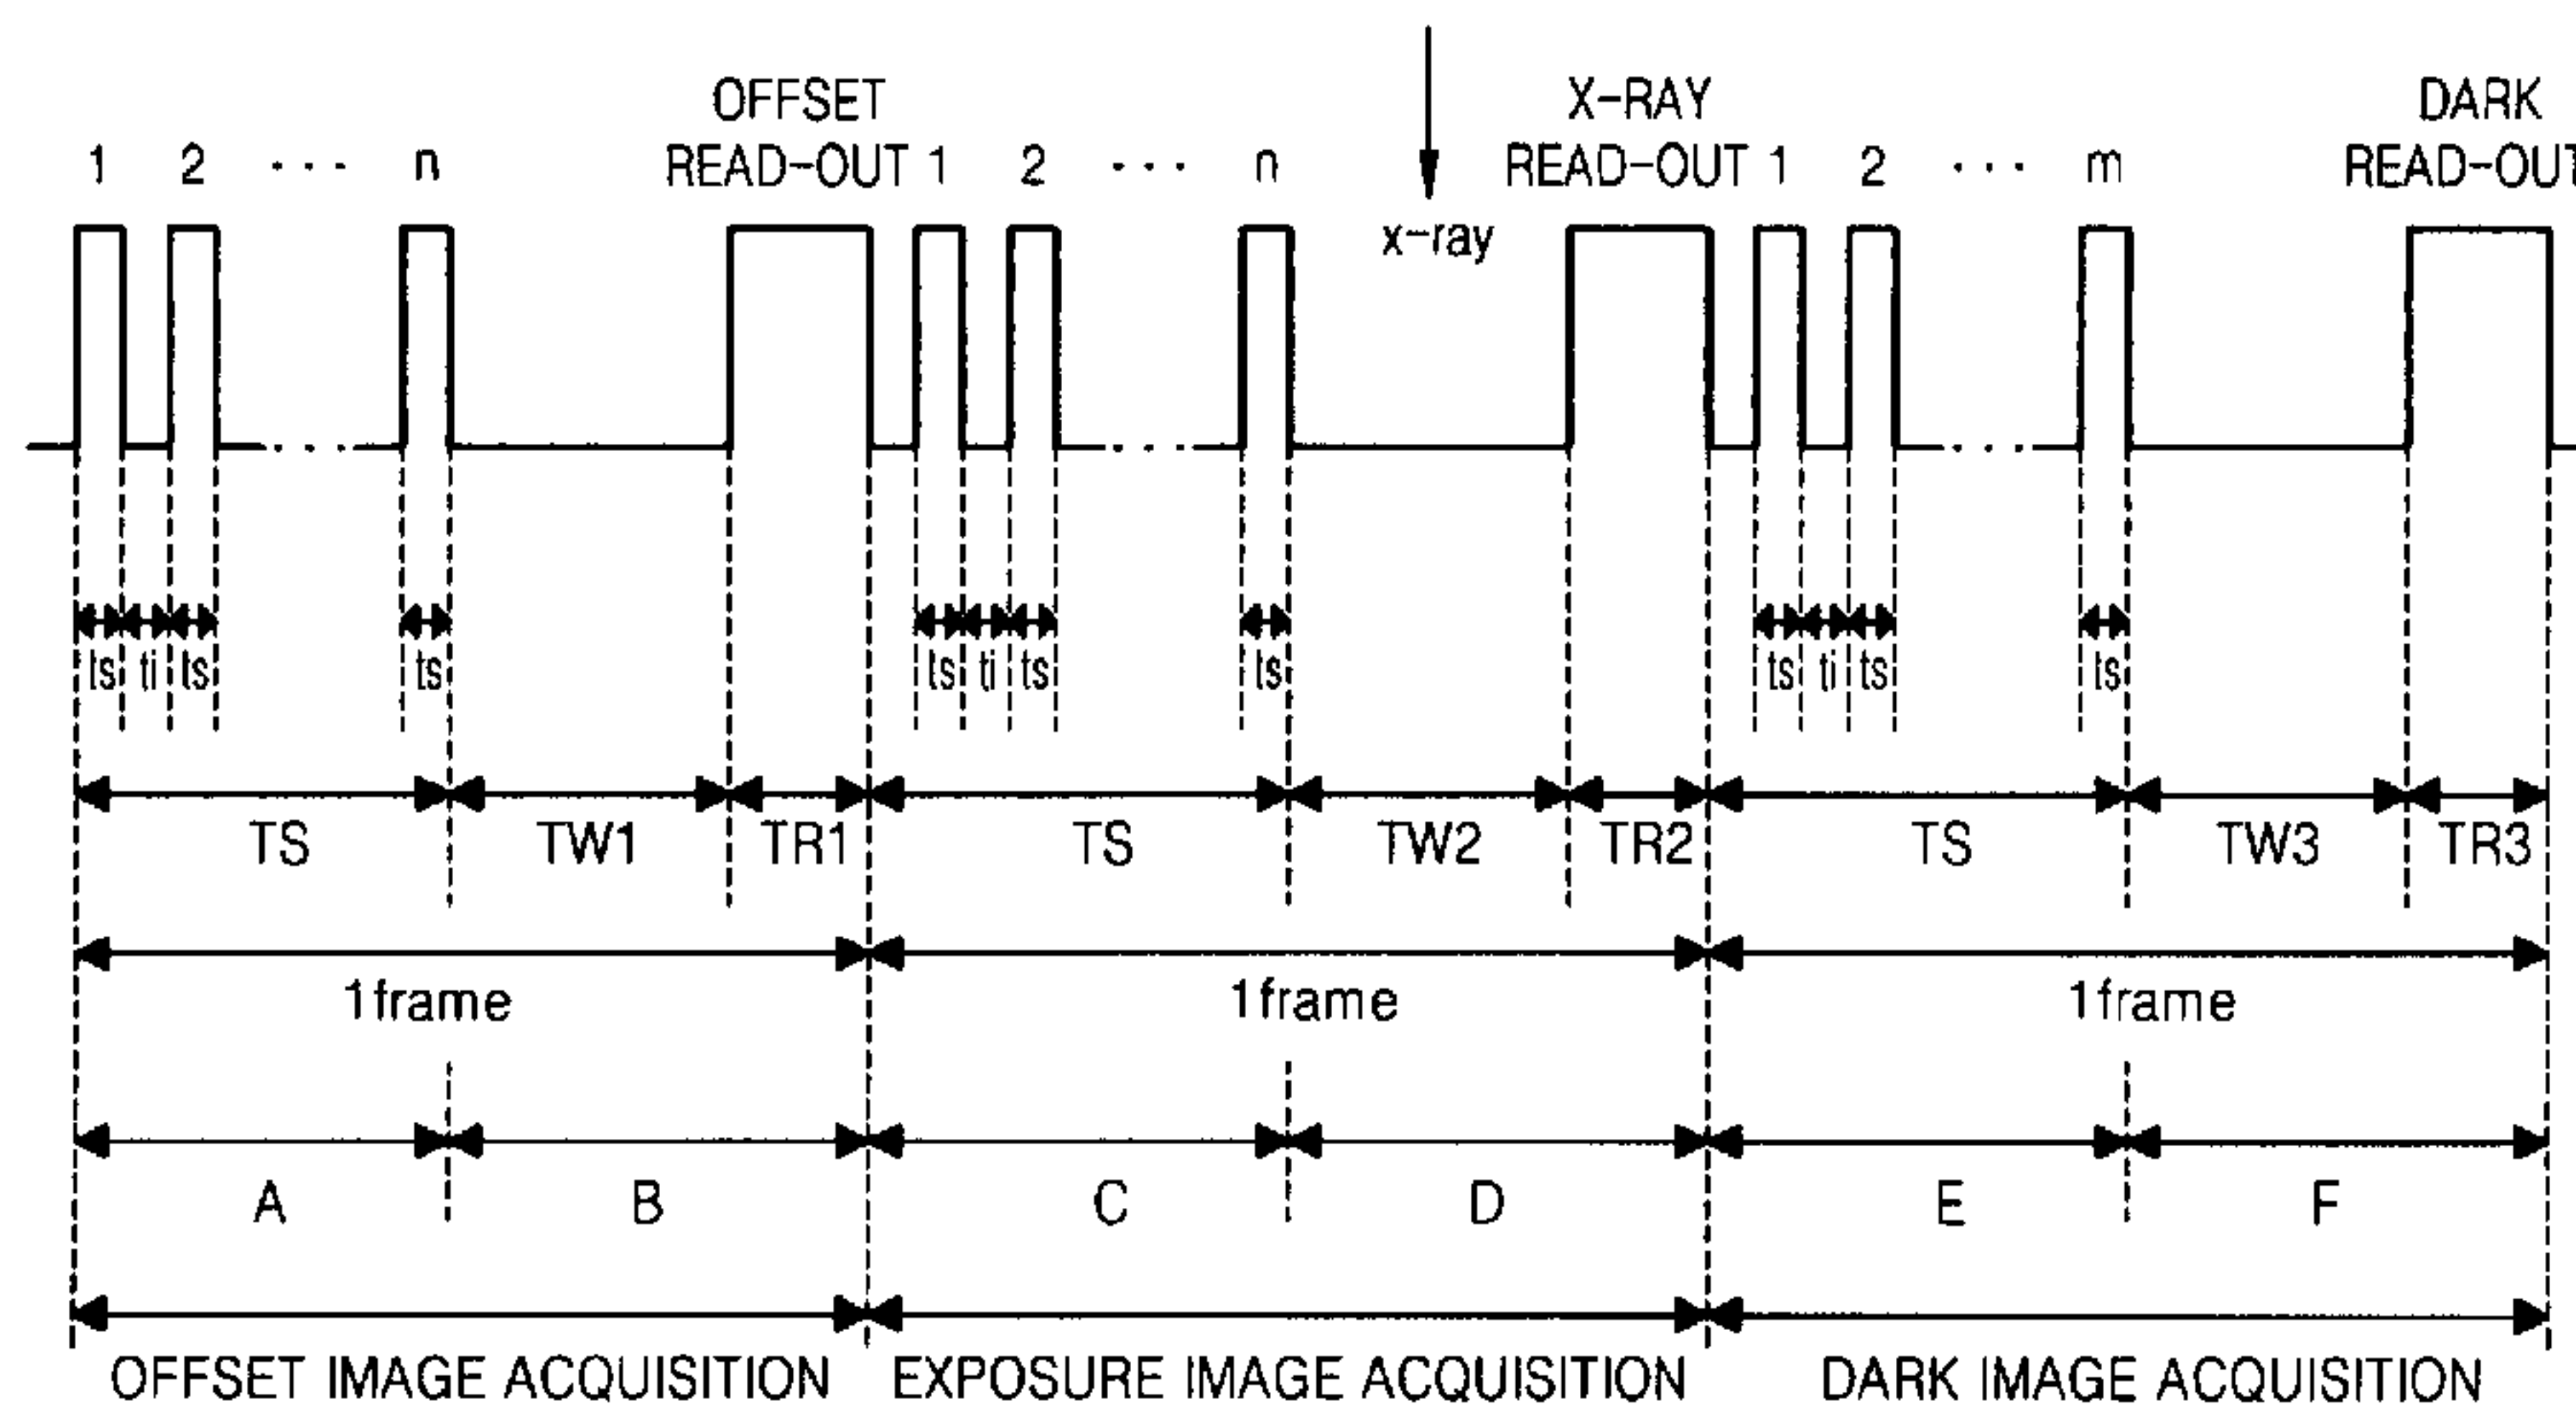 OFFSET X-RAY DARK
1 2 ··· n READ-OUT 1 2 ··· n READ-OUT 1 2 ··· m READ-OUT
x-ray
ts ti ts ts ts ti ts ts ts ti ts ts
TS TW1 TR1 TS TW2 TR2 TS TW3 TR3
1frame 1frame 1frame
A B C D E F
OFFSET IMAGE ACQUISITION EXPOSURE IMAGE ACQUISITION DARK IMAGE ACQUISITION